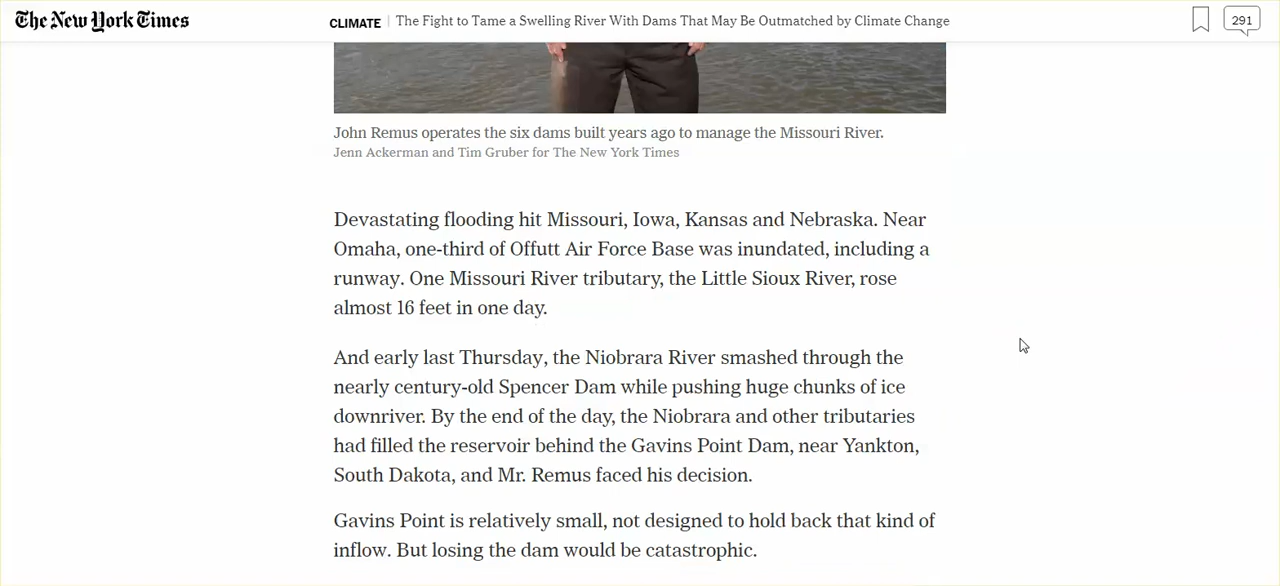 The New York Times
CLIMATE | The Fight to Tame a Swelling River With Dams That May Be Outmatched by Climate Change
291
John Remus operates the six dams built years ago to manage the Missouri River.
Jenn Ackerman and Tim Gruber for The New York Times
Devastating flooding hit Missouri, Iowa, Kansas and Nebraska. Near
Omaha, one-third of Offutt Air Force Base was inundated, including a
runway. One Missouri River tributary, the Little Sioux River, rose
almost 16 feet in one day.
And early last Thursday, the Niobrara River smashed through the
nearly century-old Spencer Dam while pushing huge chunks of ice
downriver. By the end of the day, the Niobrara and other tributaries
had filled the reservoir behind the Gavins Point Dam, near Yankton,
South Dakota, and Mr. Remus faced his decision.
Gavins Point is relatively small, not designed to hold back that kind of
inflow. But losing the dam would be catastrophic.